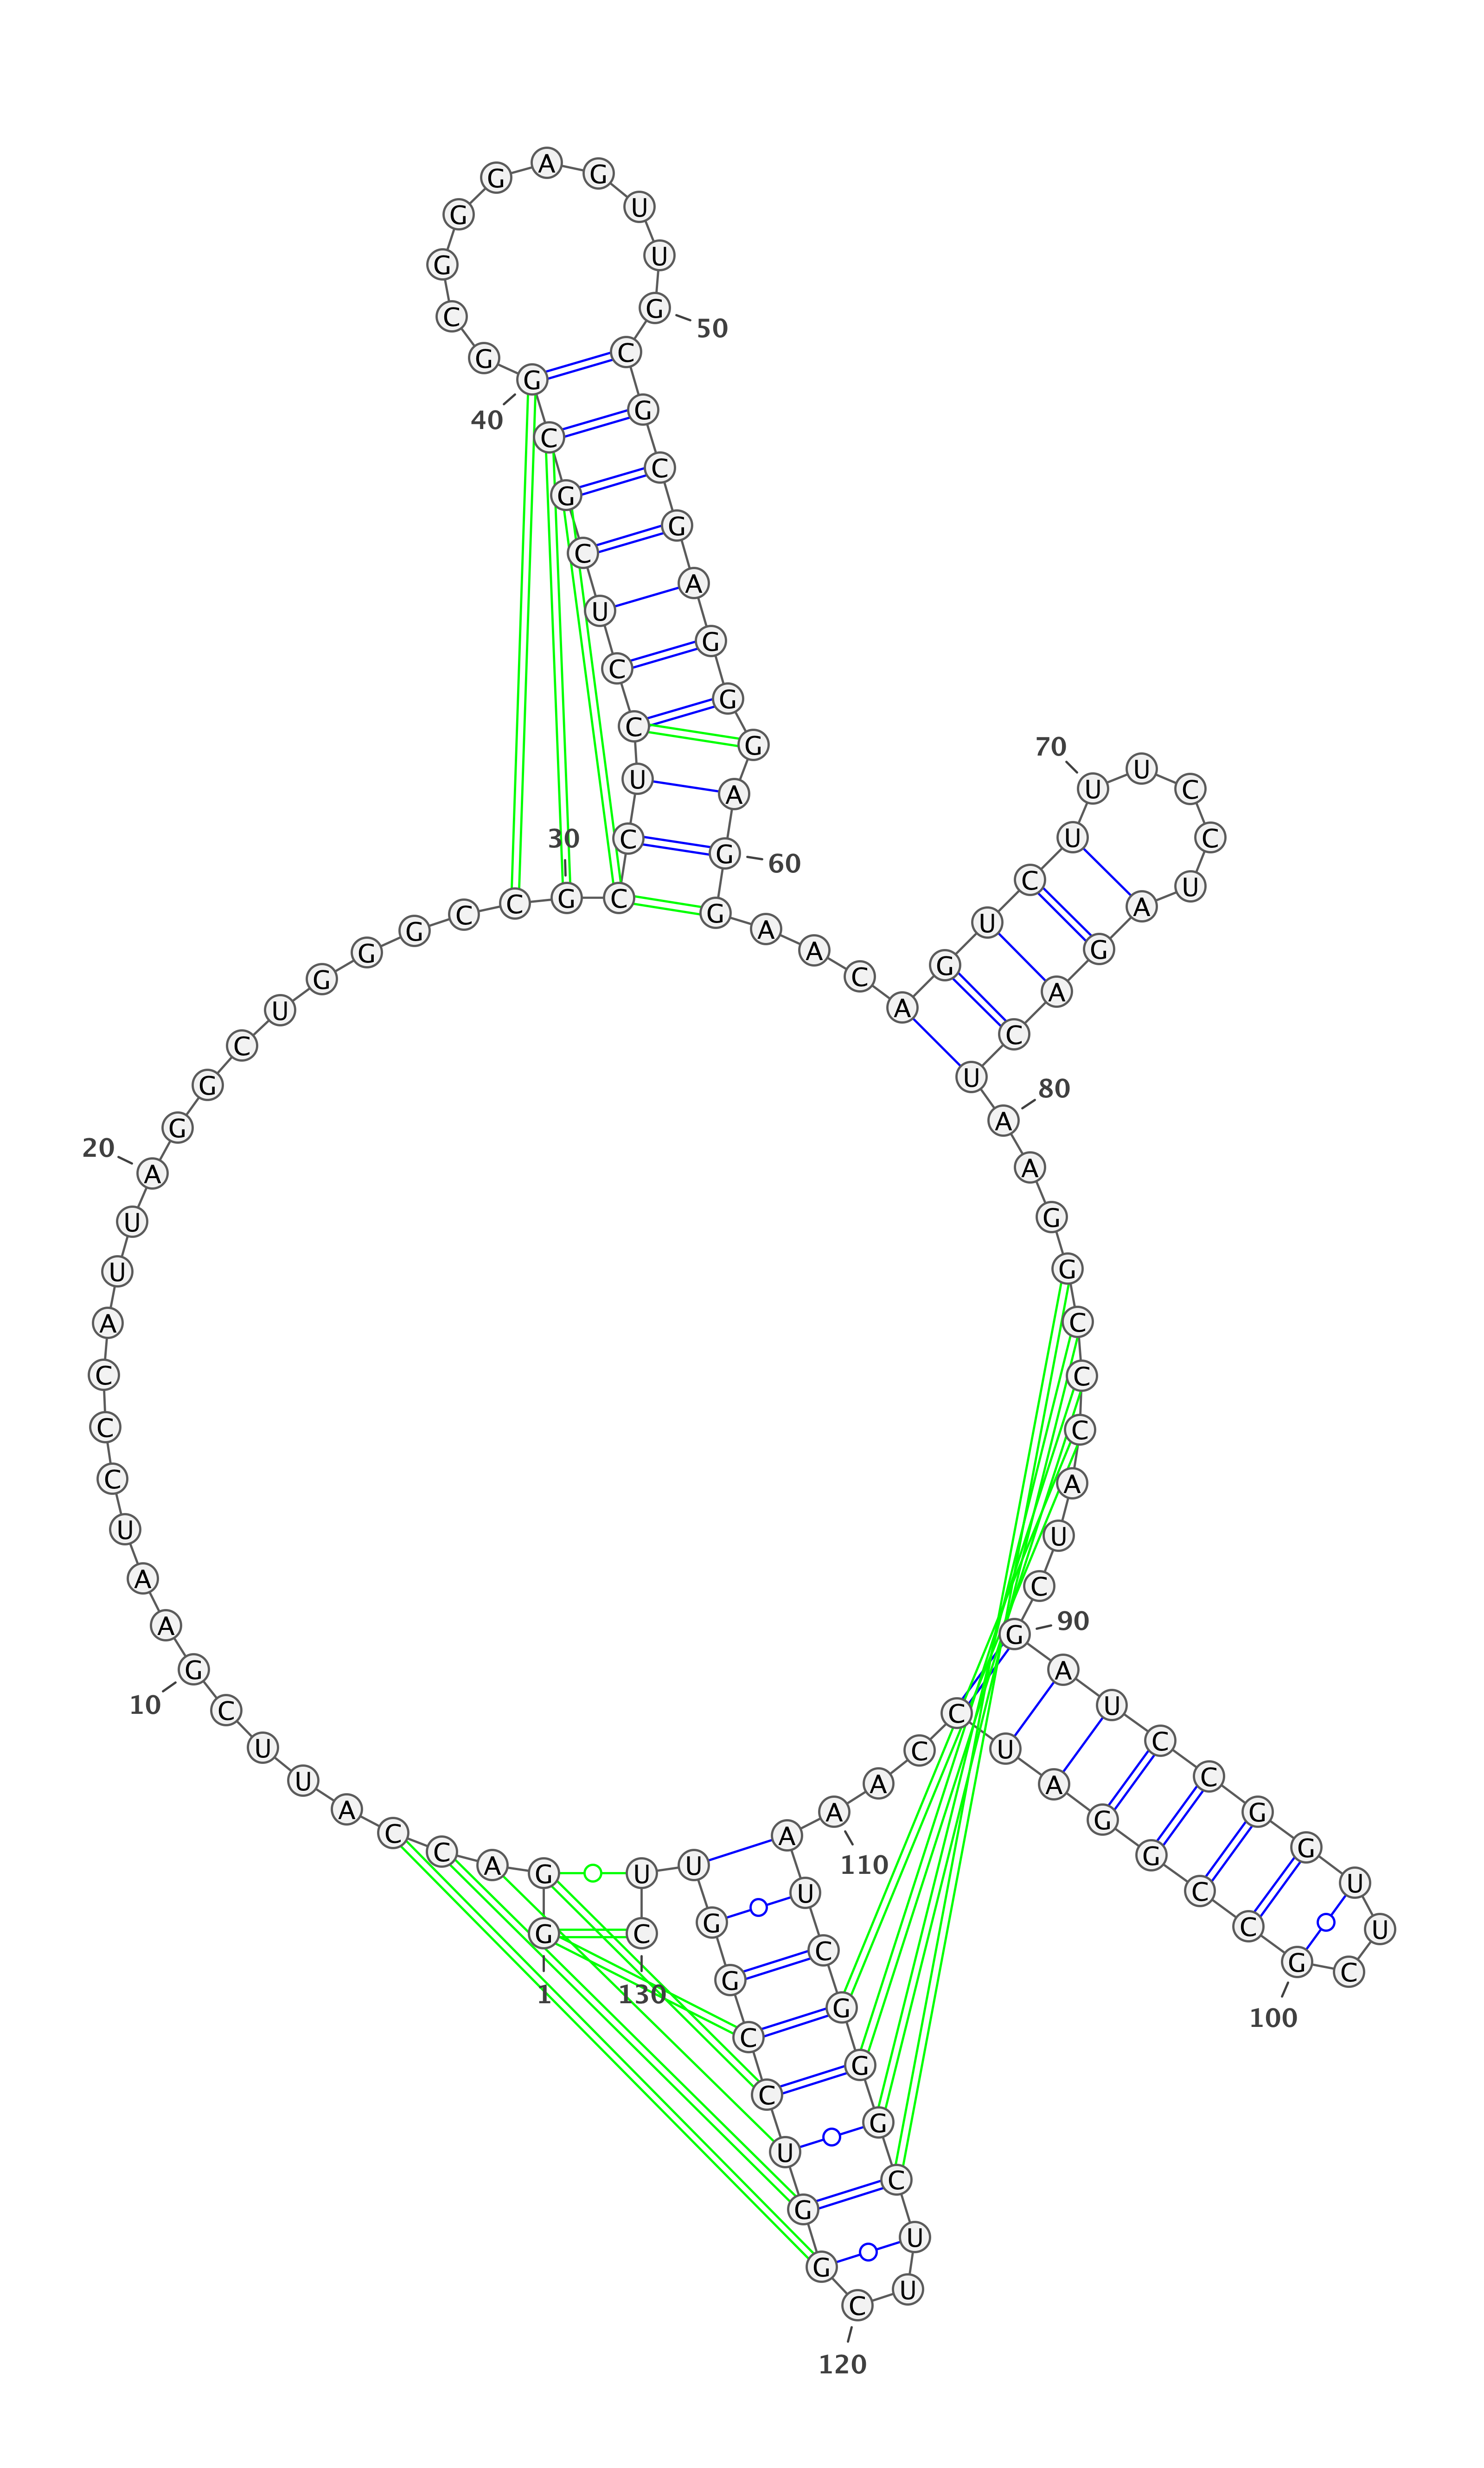 1
G G A C C A U U C G
10
A A U C C C A U U A
20
G G C U G G G C C G
30
C C U C C U C G C G
40
G C G G G A G U U G
50
C G C G A G G G A G
60
G A A C A G U C U U
70
U C C U A G A C U A
80
A G G C C C A U C G
90
A U C C G G U U C G
100
C C G G A U C C A A
110
A U C G G G C U U C
120
G G U C C G G U U C
130